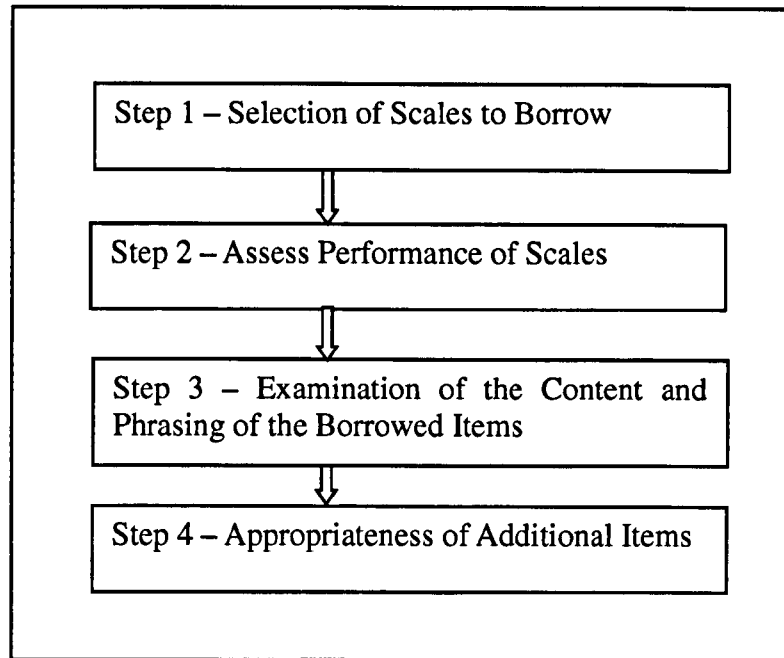 Step 1 – Selection of Scales to Borrow
Step 2 – Assess Performance of Scales
Step 3 – Examination of the Content and
Phrasing of the Borrowed Items
Step 4 – Appropriateness of Additional Items